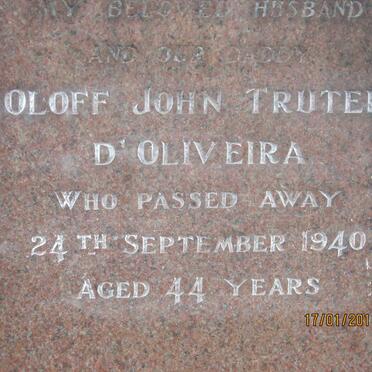 MY BELOVED HUSBAND
AND OUR DADDY
OLOFF JOHN TRUTER
D'OLIVEIRA
WHO PASSED AWAY
24TH SEPTEMBER 1940
AGED 44 YEARS
17/01/201